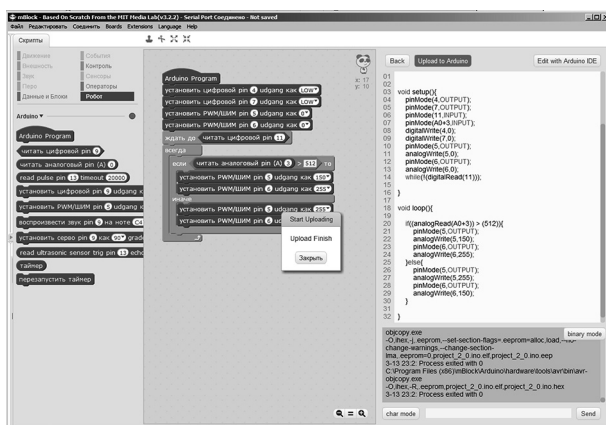 mBlock - Based On Scratch From the MIT Media Lab(v3.2.2) - Serial Port Соединено - Not saved
Файл Редактировать Соединить Boards Extensions Language Help
Скрипты
Движение
События
Внешность
Контроль
Звук
Сенсоры
Перо
Операторы
Данные и Блоки
Робот
Arduino
Arduino Program
читать цифровой pin 9
читать аналоговый pin (A) 0
read pulse pin 13 timeout 20000
установить цифровой pin 9 udgang к
установить PWM/ШИМ pin 5 udgang к
воспроизвести звук pin 9 на ноте C4
установить серво pin 9 как 90 grad
read ultrasonic sensor trig pin 13 echo
таймер
перезапустить таймер
x: 17
y: 10
Arduino Program
установить цифровой pin 4 udgang как LOW
установить цифровой pin 7 udgang как LOW
установить PWM/ШИМ pin 5 udgang как 0
установить PWM/ШИМ pin 6 udgang как 0
ждать до читать цифровой pin 11
всегда
если читать аналоговый pin (A) 3 > 512 , то
установить PWM/ШИМ pin 5 udgang как 150
установить PWM/ШИМ pin 6 udgang как 255
иначе
установить PWM/ШИМ pin 5 udgang как 255
установить PWM/ШИМ pin 6
Start Uploading
Upload Finish
Закрыть
Back
Upload to Arduino
Edit with Arduino IDE
01
02
03 void setup(){
04 pinMode(4,OUTPUT);
05 pinMode(7,OUTPUT);
06 pinMode(11,INPUT);
07 pinMode(A0+3,INPUT);
08 digitalWrite(4,0);
09 digitalWrite(7,0);
10 pinMode(5,OUTPUT);
11 analogWrite(5,0);
12 pinMode(6,OUTPUT);
13 analogWrite(6,0);
14 while(!(digitalRead(11)));
15
16 }
17
18 void loop(){
19
20 if((analogRead(A0+3)) > (512)){
21 pinMode(5,OUTPUT);
22 analogWrite(5,150);
23 pinMode(6,OUTPUT);
24 analogWrite(6,255);
25 }else{
26 pinMode(5,OUTPUT);
27 analogWrite(5,255);
28 pinMode(6,OUTPUT);
29 analogWrite(6,150);
30 }
31
32 }
objcopy.exe
binary mode
-O,ihex,-j,.eeprom,--set-section-flags=.eeprom=alloc,load,--no-
change-warnings,--change-section-
lma,.eeprom=0,project_2_0.ino.elf,project_2_0.ino.eep
3-13 23:2: Process exited with 0
C:\Program Files (x86)\mBlock\Arduino\hardware\tools\avr\bin\avr-
objcopy.exe
-O,ihex,-R,.eeprom,project_2_0.ino.elf,project_2_0.ino.hex
3-13 23:2: Process exited with 0
char mode
Send